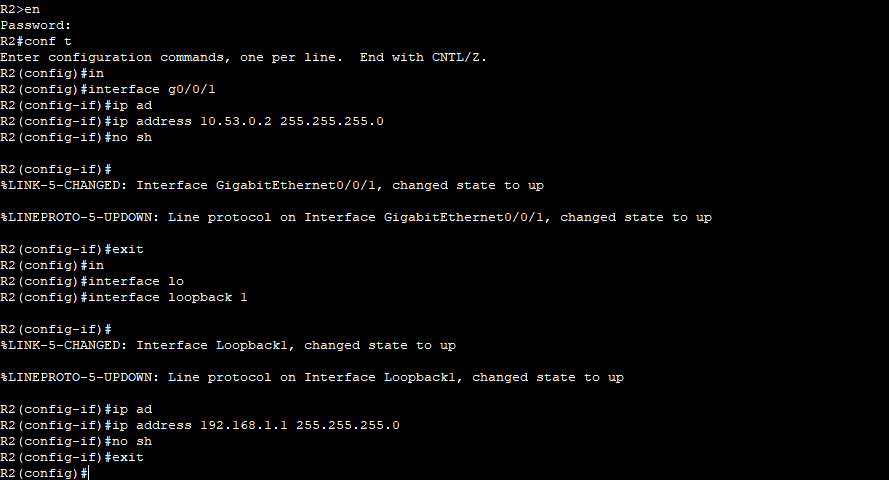 R2>en
Password:
R2#conf t
Enter configuration commands, one per line.  End with CNTL/Z.
R2(config)#in
R2(config)#interface g0/0/1
R2(config-if)#ip ad
R2(config-if)#ip address 10.53.0.2 255.255.255.0
R2(config-if)#no sh
R2(config-if)#
%LINK-5-CHANGED: Interface GigabitEthernet0/0/1, changed state to up
%LINEPROTO-5-UPDOWN: Line protocol on Interface GigabitEthernet0/0/1, changed state to up
R2(config-if)#exit
R2(config)#in
R2(config)#interface lo
R2(config)#interface loopback 1
R2(config-if)#
%LINK-5-CHANGED: Interface Loopback1, changed state to up
%LINEPROTO-5-UPDOWN: Line protocol on Interface Loopback1, changed state to up
R2(config-if)#ip ad
R2(config-if)#ip address 192.168.1.1 255.255.255.0
R2(config-if)#no sh
R2(config-if)#exit
R2(config)#